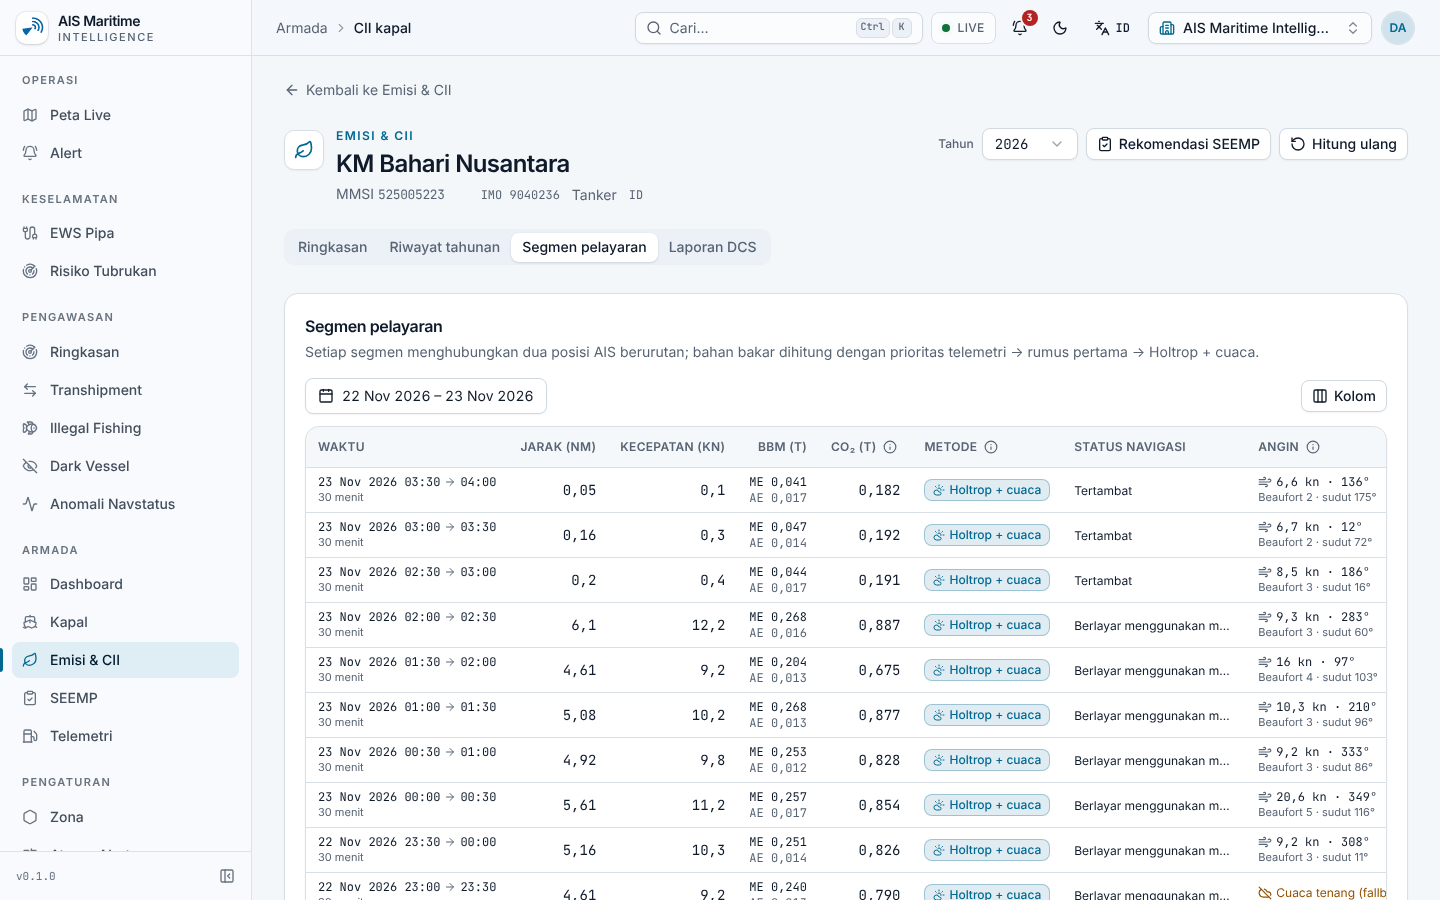 AIS Maritime
INTELLIGENCE
Armada > CII kapal
Cari... Ctrl K
LIVE
3
ID
AIS Maritime Intellig...
DA
OPERASI
Peta Live
Alert
KESELAMATAN
EWS Pipa
Risiko Tubrukan
PENGAWASAN
Ringkasan
Transhipment
Illegal Fishing
Dark Vessel
Anomali Navstatus
ARMADA
Dashboard
Kapal
Emisi & CII
SEEMP
Telemetri
PENGATURAN
Zona
v0.1.0
← Kembali ke Emisi & CII
EMISI & CII
KM Bahari Nusantara
MMSI 525005223 IMO 9040236 Tanker ID
Tahun 2026 Rekomendasi SEEMP Hitung ulang
Ringkasan Riwayat tahunan Segmen pelayaran Laporan DCS
Segmen pelayaran
Setiap segmen menghubungkan dua posisi AIS berurutan; bahan bakar dihitung dengan prioritas telemetri → rumus pertama → Holtrop + cuaca.
22 Nov 2026 – 23 Nov 2026
Kolom
WAKTU JARAK (NM) KECEPATAN (KN) BBM (T) CO₂ (T) METODE STATUS NAVIGASI ANGIN
23 Nov 2026 03:30 → 04:00 0,05 0,1 ME 0,041 0,182 Holtrop + cuaca Tertambat 6,6 kn · 136°
30 menit AE 0,017 Beaufort 2 · sudut 175°
23 Nov 2026 03:00 → 03:30 0,16 0,3 ME 0,047 0,192 Holtrop + cuaca Tertambat 6,7 kn · 12°
30 menit AE 0,014 Beaufort 2 · sudut 72°
23 Nov 2026 02:30 → 03:00 0,2 0,4 ME 0,044 0,191 Holtrop + cuaca Tertambat 8,5 kn · 186°
30 menit AE 0,017 Beaufort 3 · sudut 16°
23 Nov 2026 02:00 → 02:30 6,1 12,2 ME 0,268 0,887 Holtrop + cuaca Berlayar menggunakan m... 9,3 kn · 283°
30 menit AE 0,016 Beaufort 3 · sudut 60°
23 Nov 2026 01:30 → 02:00 4,61 9,2 ME 0,204 0,675 Holtrop + cuaca Berlayar menggunakan m... 16 kn · 97°
30 menit AE 0,013 Beaufort 4 · sudut 103°
23 Nov 2026 01:00 → 01:30 5,08 10,2 ME 0,268 0,877 Holtrop + cuaca Berlayar menggunakan m... 10,3 kn · 210°
30 menit AE 0,013 Beaufort 3 · sudut 96°
23 Nov 2026 00:30 → 01:00 4,92 9,8 ME 0,253 0,828 Holtrop + cuaca Berlayar menggunakan m... 9,2 kn · 333°
30 menit AE 0,012 Beaufort 3 · sudut 86°
23 Nov 2026 00:00 → 00:30 5,61 11,2 ME 0,257 0,854 Holtrop + cuaca Berlayar menggunakan m... 20,6 kn · 349°
30 menit AE 0,017 Beaufort 5 · sudut 116°
22 Nov 2026 23:30 → 00:00 5,16 10,3 ME 0,251 0,826 Holtrop + cuaca Berlayar menggunakan m... 9,2 kn · 308°
30 menit AE 0,014 Beaufort 3 · sudut 11°
22 Nov 2026 23:00 → 23:30 4,61 9,2 ME 0,240 0,790 Holtrop + cuaca Berlayar menggunakan m... Cuaca tenang (fallb